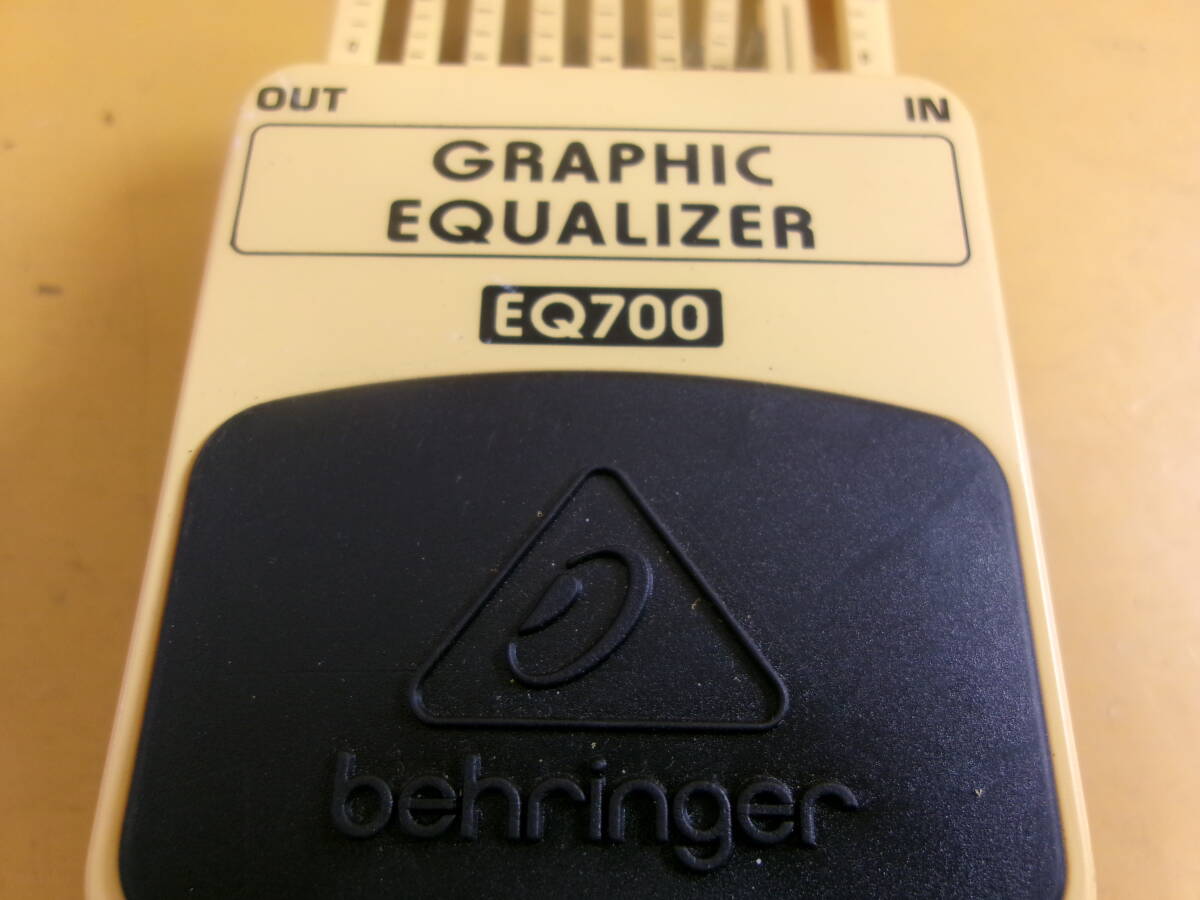 OUT
IN
GRAPHIC
EQUALIZER
EQ700
behringer